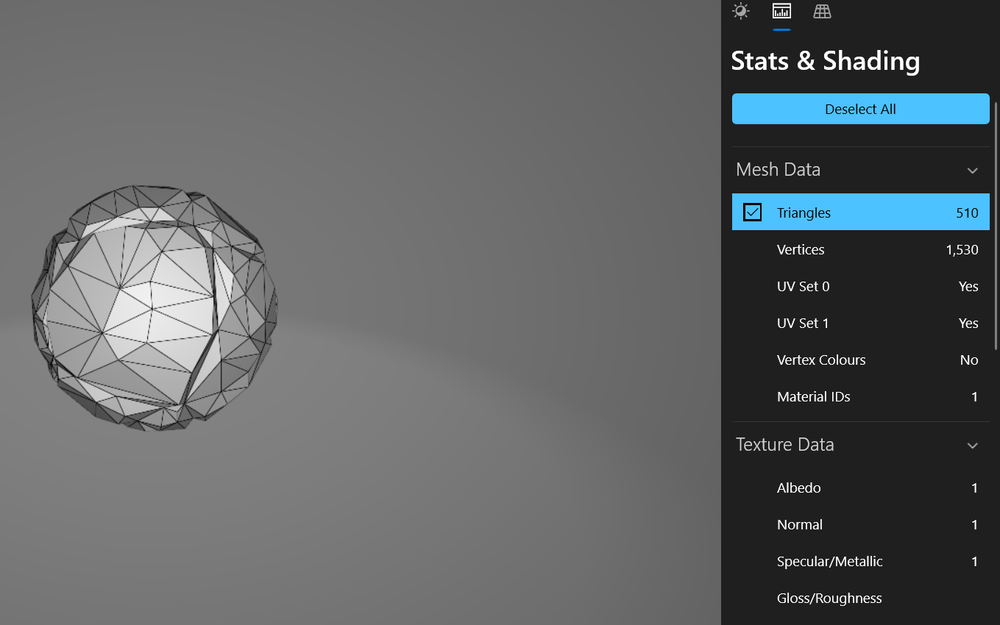 Stats & Shading
Deselect All
Mesh Data
Triangles 510
Vertices 1,530
UV Set 0 Yes
UV Set 1 Yes
Vertex Colours No
Material IDs 1
Texture Data
Albedo 1
Normal 1
Specular/Metallic 1
Gloss/Roughness